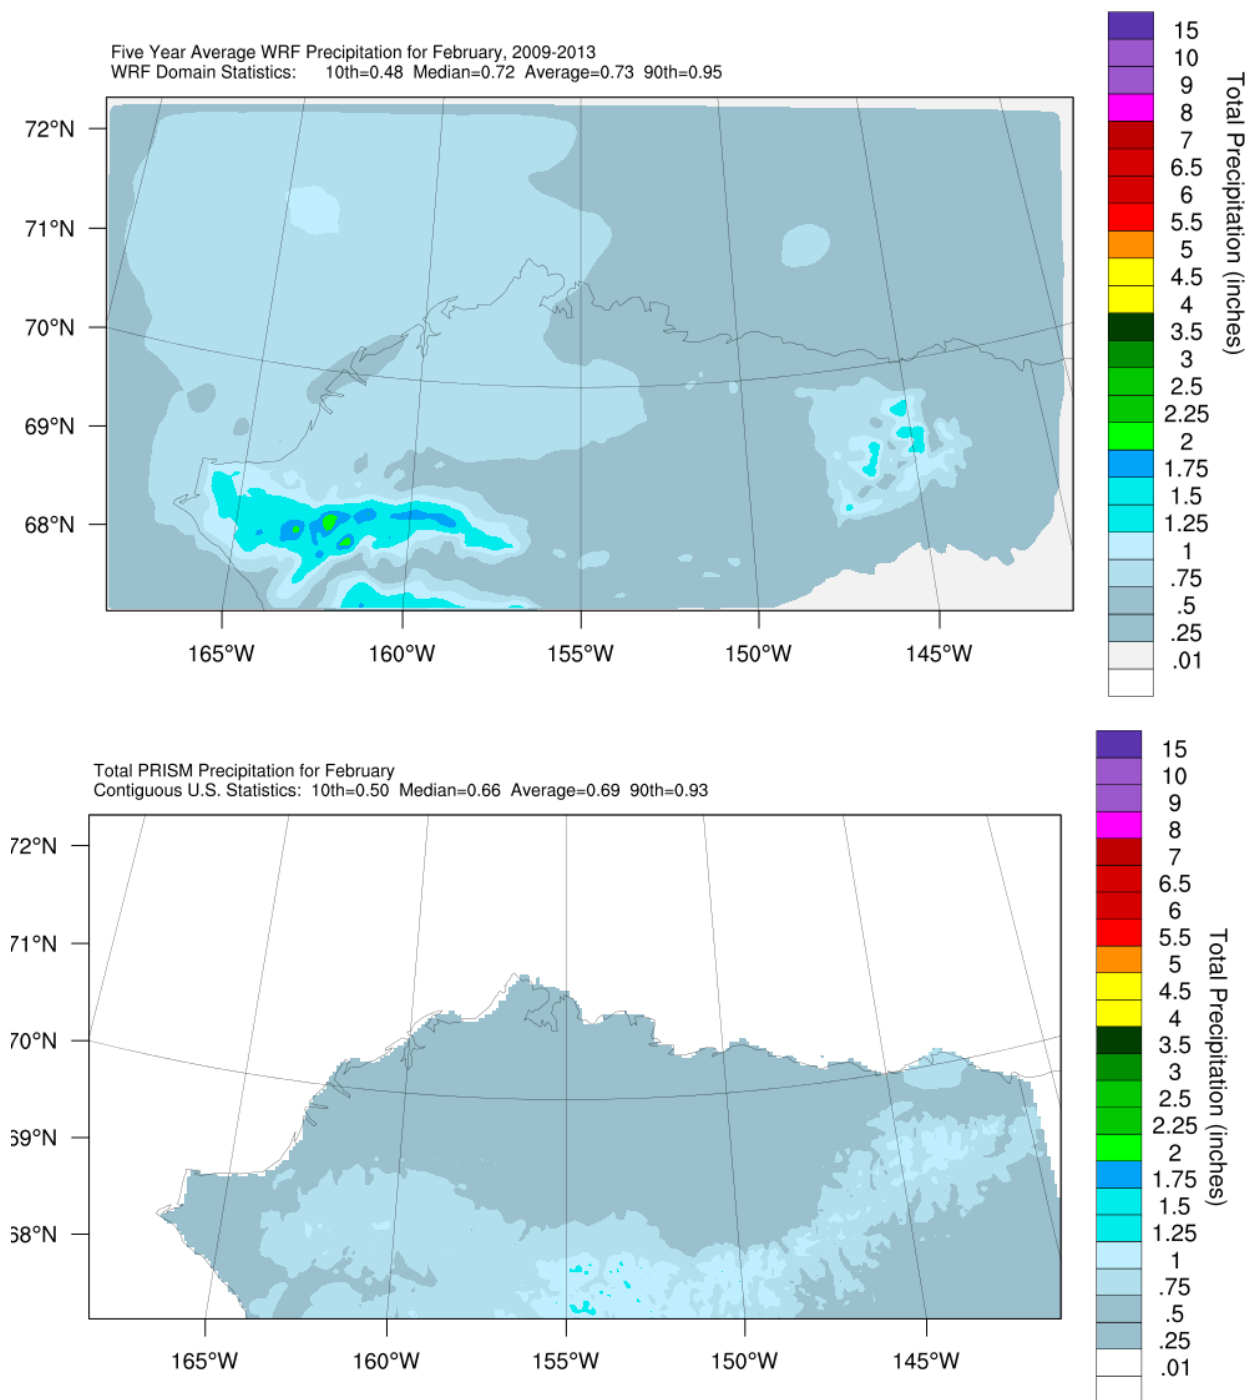 Five Year Average WRF Precipitation for February, 2009-2013
WRF Domain Statistics: 10th=0.48 Median=0.72 Average=0.73 90th=0.95
72°N
71°N
70°N
69°N
68°N
165°W
160°W
155°W
150°W
145°W
15
10
9
8
7
6.5
6
5.5
5
4.5
4
3.5
3
2.5
2.25
2
1.75
1.5
1.25
1
.75
.5
.25
.01
Total Precipitation (inches)
Total PRISM Precipitation for February
Contiguous U.S. Statistics: 10th=0.50 Median=0.66 Average=0.69 90th=0.93
72°N
71°N
70°N
69°N
68°N
165°W
160°W
155°W
150°W
145°W
15
10
9
8
7
6.5
6
5.5
5
4.5
4
3.5
3
2.5
2.25
2
1.75
1.5
1.25
1
.75
.5
.25
.01
Total Precipitation (inches)